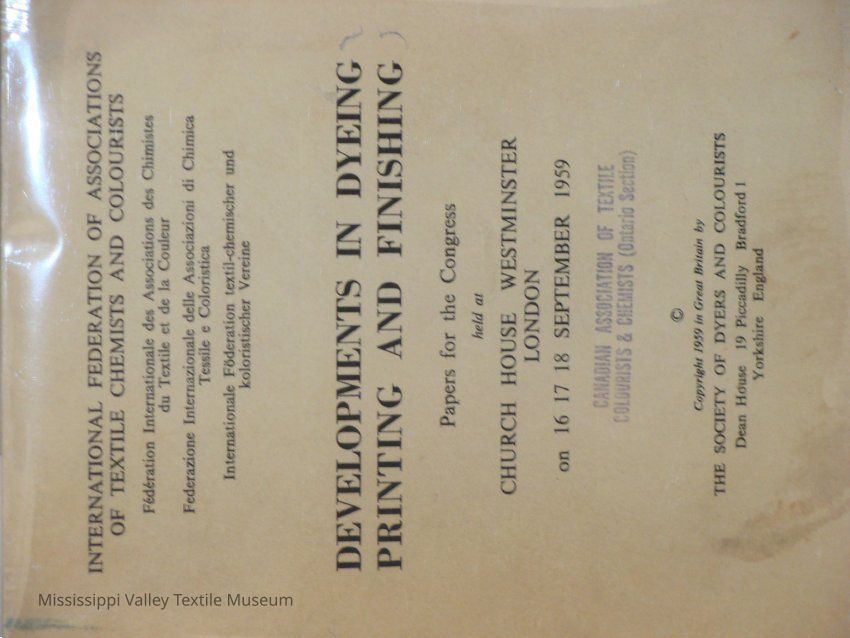 INTERNATIONAL FEDERATION OF ASSOCIATIONS
OF TEXTILE CHEMISTS AND COLOURISTS
Fédération Internationale des Associations des Chimistes
du Textile et de la Couleur
Federazione Internazionale delle Associazioni di Chimica
Tessile e Coloristica
Internationale Föderation textil-chemischer und
koloristischer Vereine
DEVELOPMENTS IN DYEING
PRINTING AND FINISHING
Papers for the Congress
held at
CHURCH HOUSE WESTMINSTER
LONDON
on 16 17 18 SEPTEMBER 1959
CANADIAN ASSOCIATION OF TEXTILE
COLOURISTS & CHEMISTS (Ontario Section)
©
Copyright 1959 in Great Britain by
THE SOCIETY OF DYERS AND COLOURISTS
Dean House 19 Piccadilly Bradford 1
Yorkshire England
Mississippi Valley Textile Museum